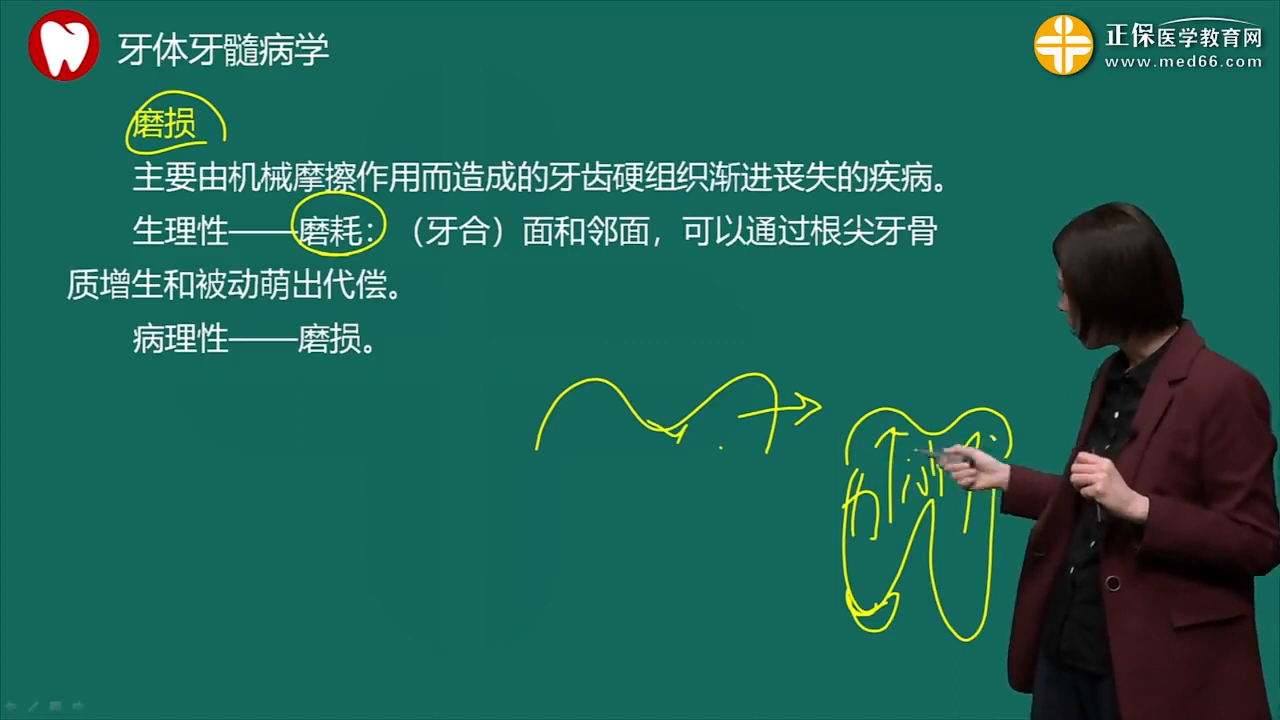 牙体牙髓病学
正保医学教育网
www.med66.com
磨损
主要由机械摩擦作用而造成的牙齿硬组织渐进丧失的疾病。
生理性——磨耗：（牙合）面和邻面，可以通过根尖牙骨
质增生和被动萌出代偿。
病理性——磨损。